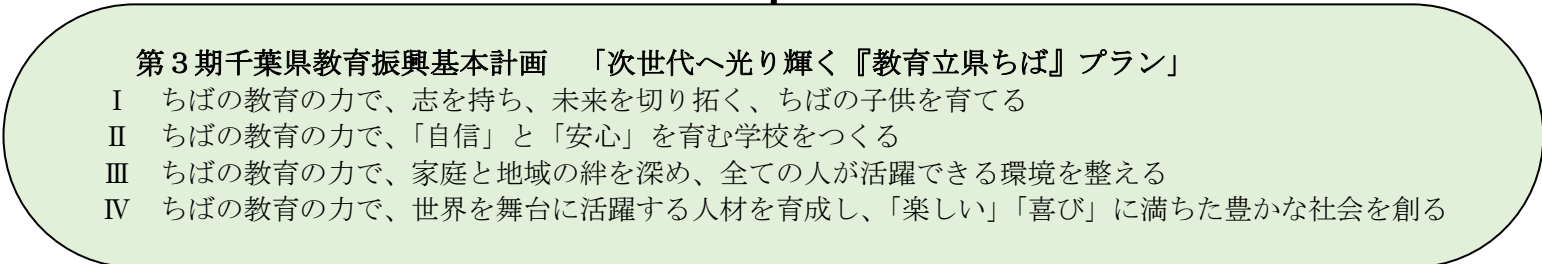 第３期千葉県教育振興基本計画　「次世代へ光り輝く『教育立県ちば』プラン」
Ⅰ　ちばの教育の力で、志を持ち、未来を切り拓く、ちばの子供を育てる
Ⅱ　ちばの教育の力で、「自信」と「安心」を育む学校をつくる
Ⅲ　ちばの教育の力で、家庭と地域の絆を深め、全ての人が活躍できる環境を整える
Ⅳ　ちばの教育の力で、世界を舞台に活躍する人材を育成し、「楽しい」「喜び」に満ちた豊かな社会を創る